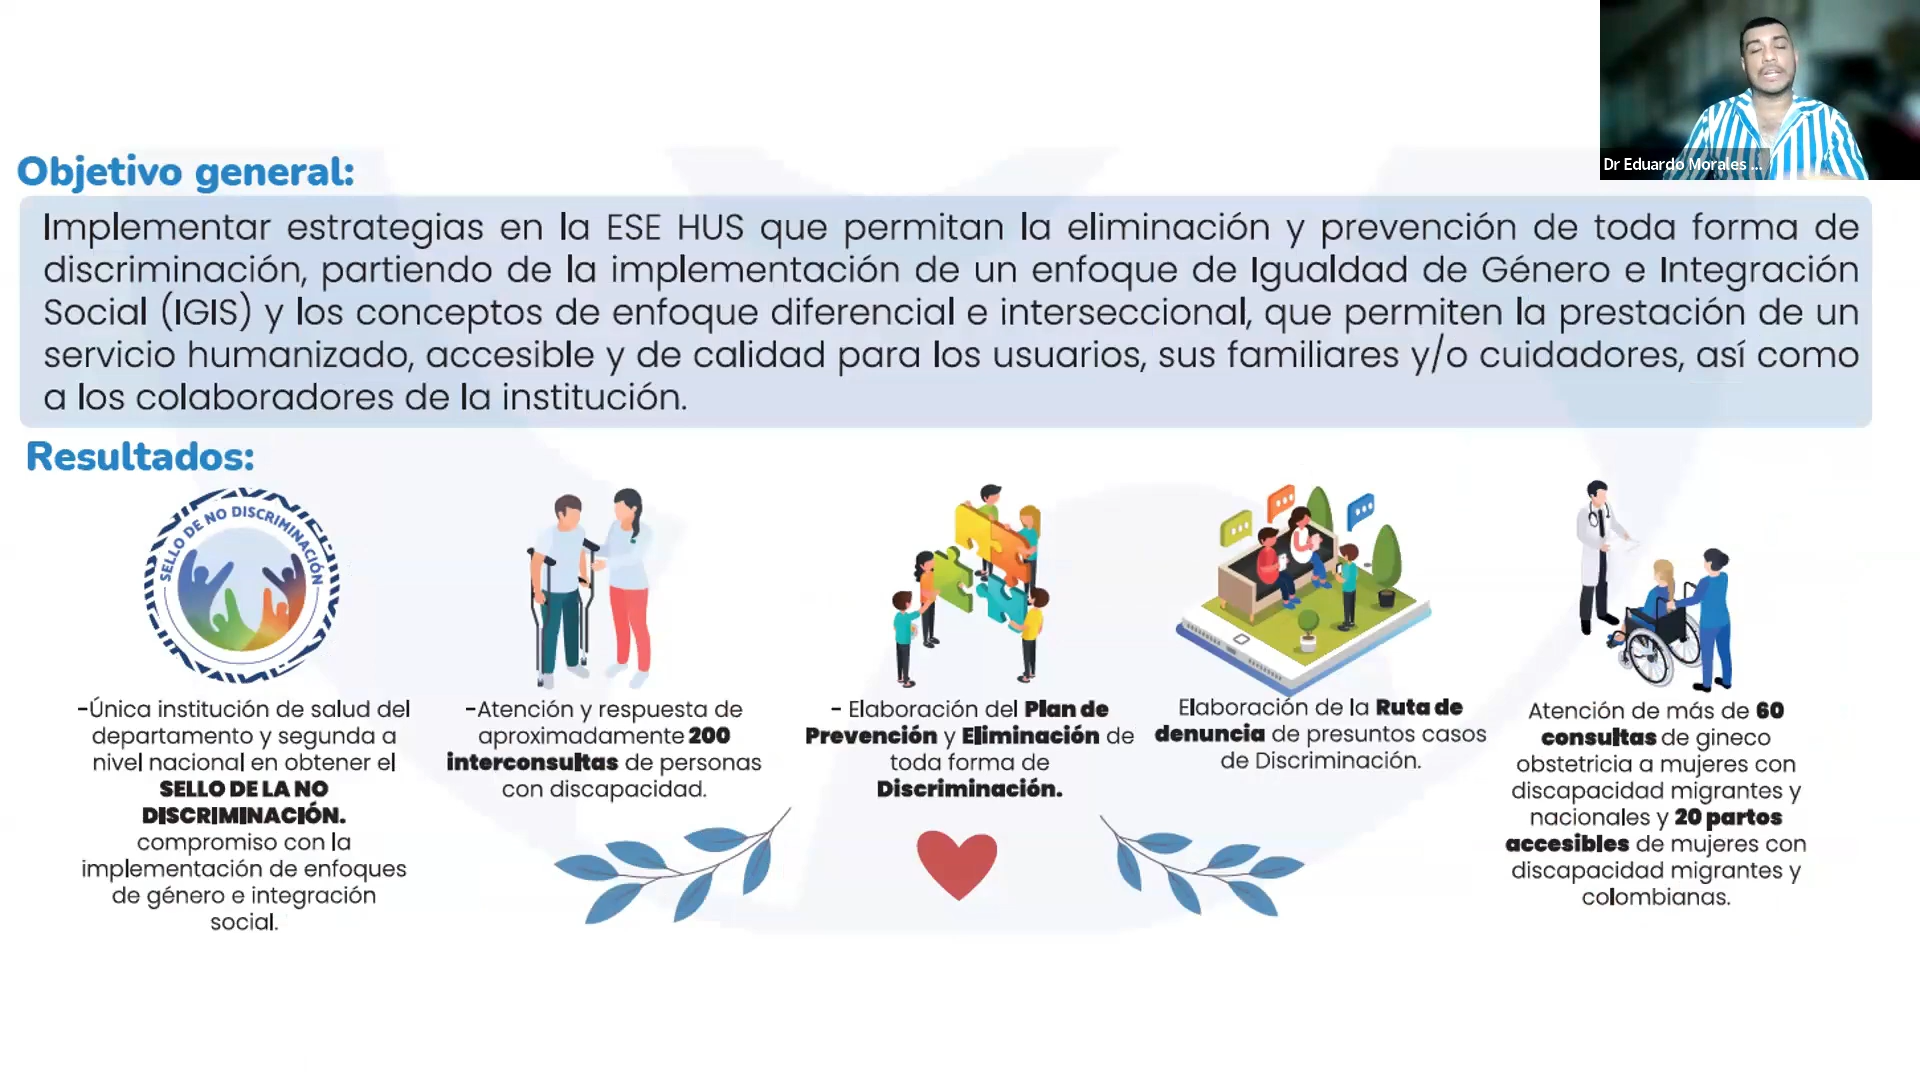 Dr Eduardo Morales ...
Objetivo general:
Implementar estrategias en la ESE HUS que permitan la eliminación y prevención de toda forma de
discriminación, partiendo de la implementación de un enfoque de Igualdad de Género e Integración
Social (IGIS) y los conceptos de enfoque diferencial e interseccional, que permiten la prestación de un
servicio humanizado, accesible y de calidad para los usuarios, sus familiares y/o cuidadores, así como
a los colaboradores de la institución.
Resultados:
SELLO DE NO DISCRIMINACIÓN
-Única institución de salud del
departamento y segunda a
nivel nacional en obtener el
SELLO DE LA NO
DISCRIMINACIÓN.
compromiso con la
implementación de enfoques
de género e integración
social.
-Atención y respuesta de
aproximadamente 200
interconsultas de personas
con discapacidad.
- Elaboración del Plan de
Prevención y Eliminación de
toda forma de
Discriminación.
Elaboración de la Ruta de
denuncia de presuntos casos
de Discriminación.
Atención de más de 60
consultas de gineco
obstetricia a mujeres con
discapacidad migrantes y
nacionales y 20 partos
accesibles de mujeres con
discapacidad migrantes y
colombianas.